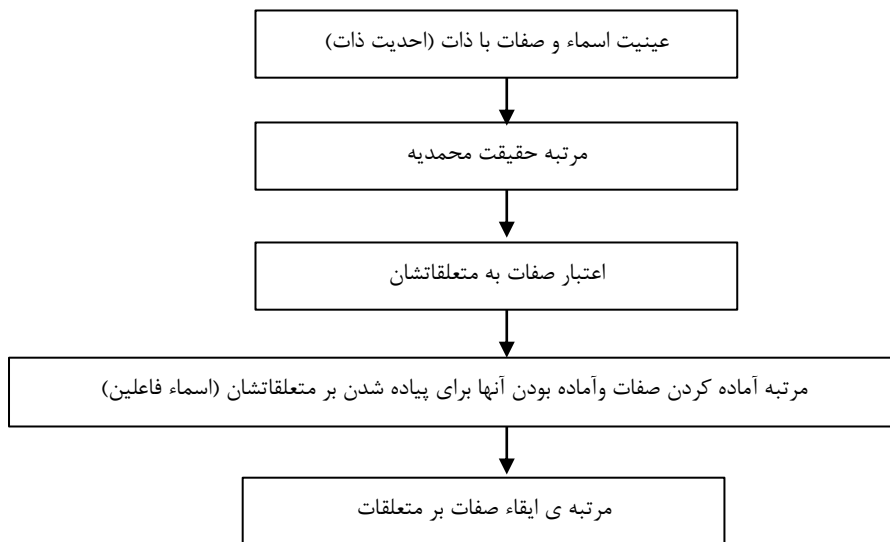 عینیت اسماء و صفات با ذات (احدیت ذات)
مرتبه حقیقت محمدیه
اعتبار صفات به متعلقاتشان
مرتبه آماده کردن صفات وآماده بودن آنها برای پیاده شدن بر متعلقاتشان (اسماء فاعلین)
مرتبه ی ایقاء صفات بر متعلقات